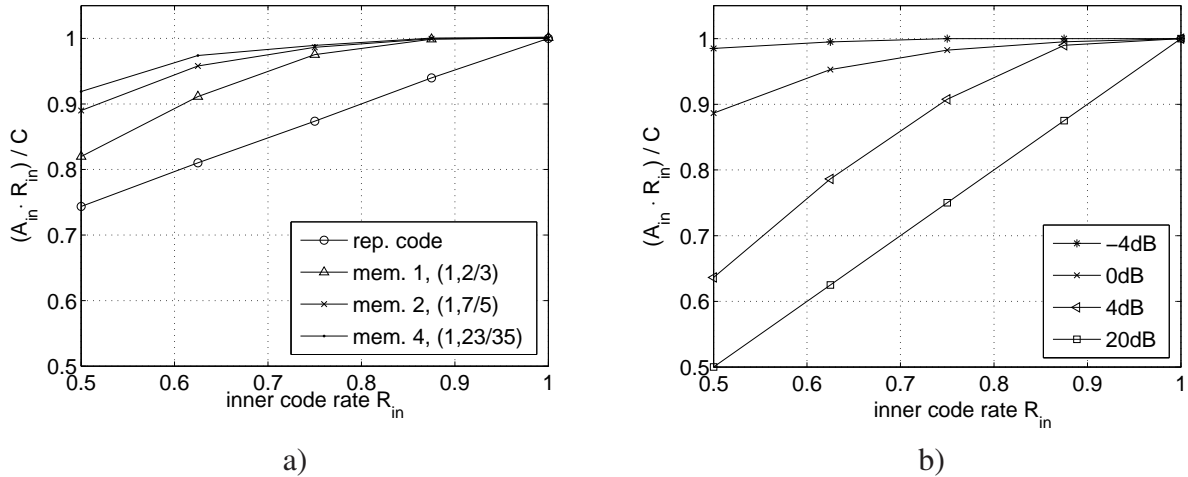 1
0.9
0.8
0.7
0.6
0.5
(A_in · R_in) / C
rep. code
mem. 1, (1,2/3)
mem. 2, (1,7/5)
mem. 4, (1,23/35)
0.5 0.6 0.7 0.8 0.9 1
inner code rate R_in
a)
1
0.9
0.8
0.7
0.6
0.5
(A_in · R_in) / C
−4dB
0dB
4dB
20dB
0.5 0.6 0.7 0.8 0.9 1
inner code rate R_in
b)